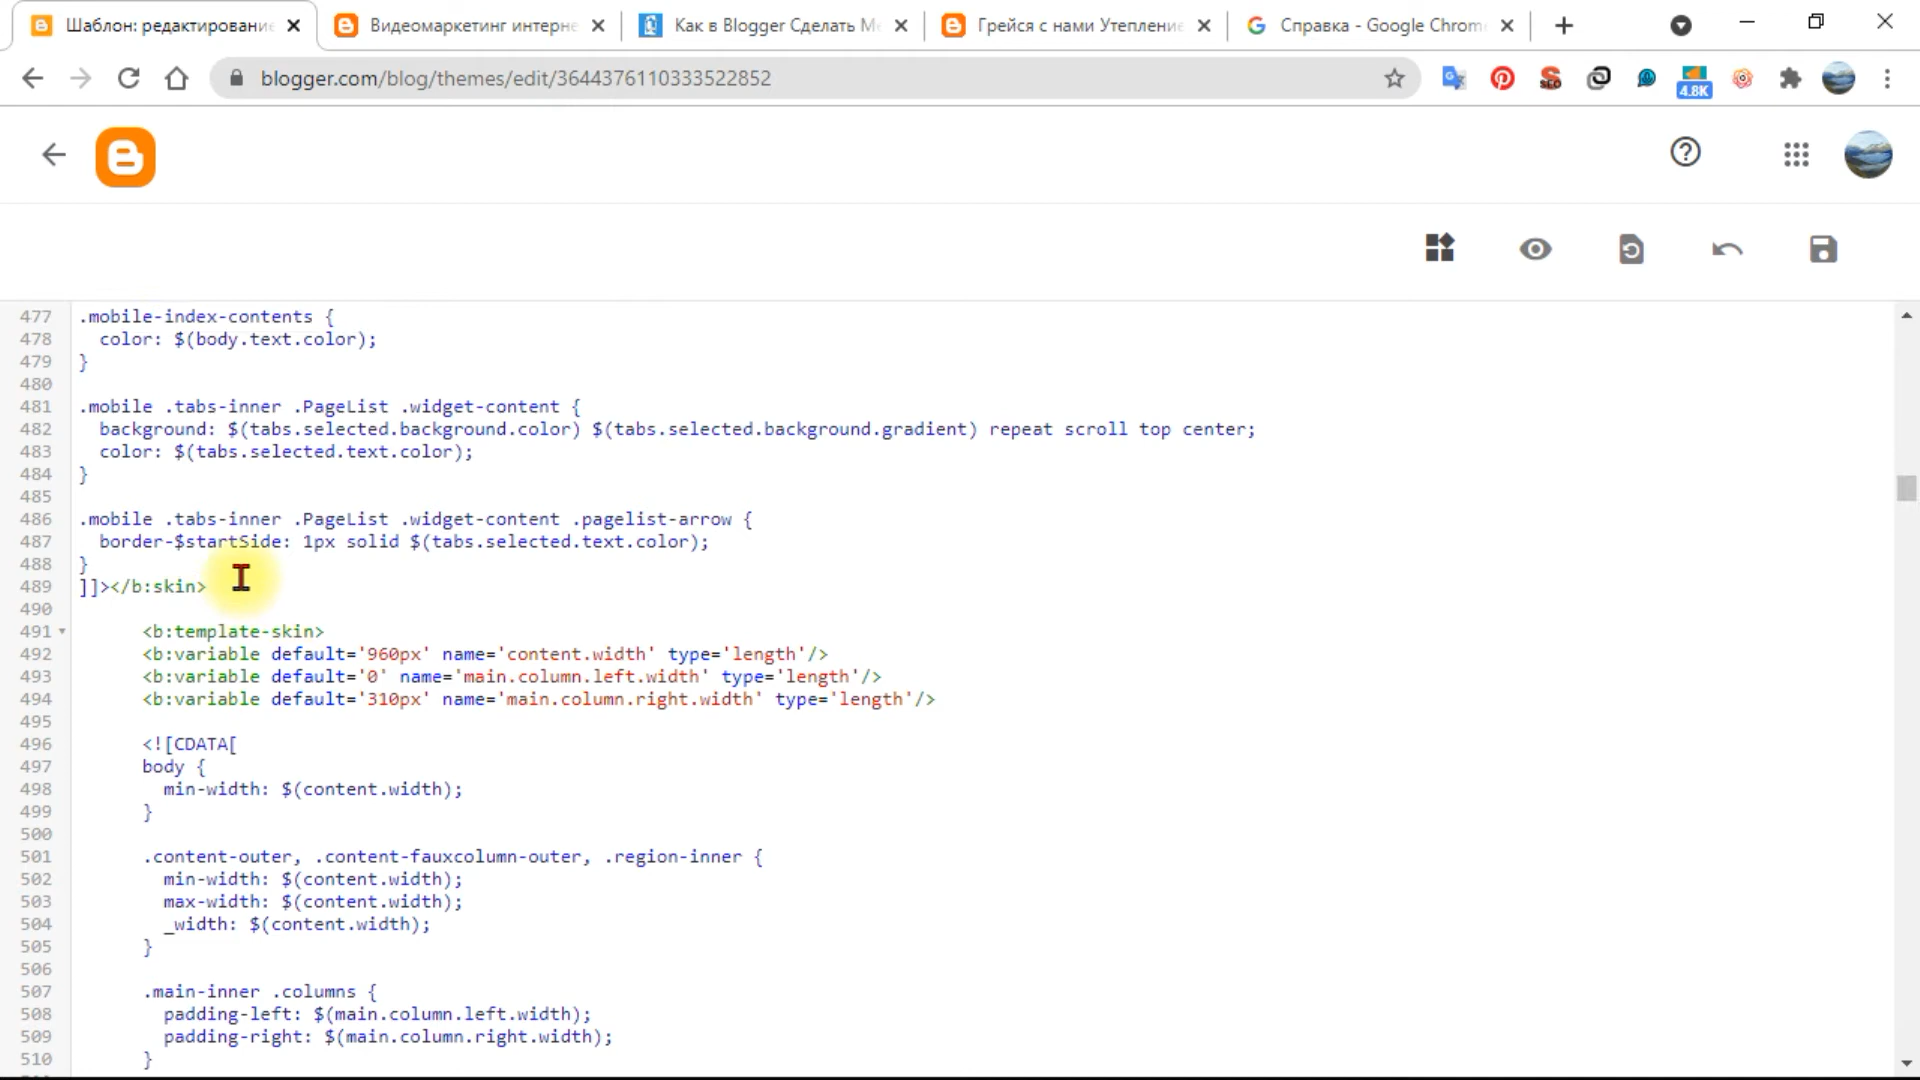 Шаблон: редактирование
Видеомаркетинг интерне
Как в Blogger Сделать М
Грейся с нами Утепление
Справка - Google Chrom
blogger.com/blog/themes/edit/3644376110333522852
SEO
4.8K
477 .mobile-index-contents {
478 color: $(body.text.color);
479 }
480
481 .mobile .tabs-inner .PageList .widget-content {
482 background: $(tabs.selected.background.color) $(tabs.selected.background.gradient) repeat scroll top center;
483 color: $(tabs.selected.text.color);
484 }
485
486 .mobile .tabs-inner .PageList .widget-content .pagelist-arrow {
487 border-$startSide: 1px solid $(tabs.selected.text.color);
488 }
489 ]]></b:skin>
490
491 <b:template-skin>
492 <b:variable default='960px' name='content.width' type='length'/>
493 <b:variable default='0' name='main.column.left.width' type='length'/>
494 <b:variable default='310px' name='main.column.right.width' type='length'/>
495
496 <![CDATA[
497 body {
498 min-width: $(content.width);
499 }
500
501 .content-outer, .content-fauxcolumn-outer, .region-inner {
502 min-width: $(content.width);
503 max-width: $(content.width);
504 _width: $(content.width);
505 }
506
507 .main-inner .columns {
508 padding-left: $(main.column.left.width);
509 padding-right: $(main.column.right.width);
510 }